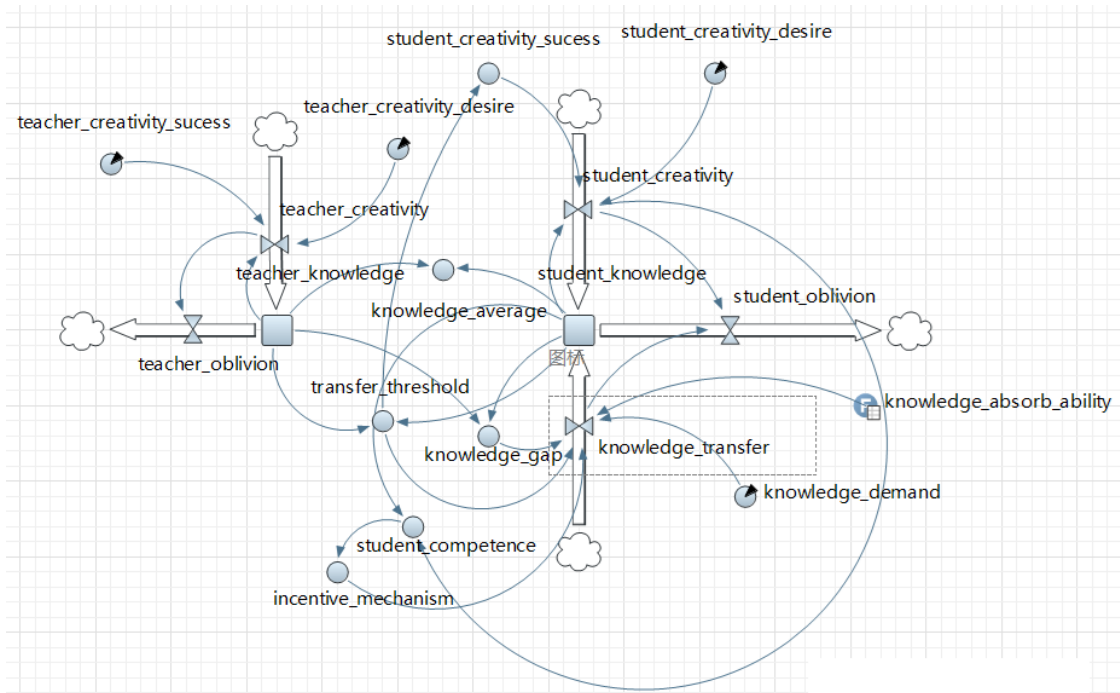 student_creativity_sucess
student_creativity_desire
teacher_creativity_desire
teacher_creativity_sucess
student_creativity
teacher_creativity
teacher_knowledge
student_knowledge
student_oblivion
knowledge_average
图标
teacher_oblivion
transfer_threshold
knowledge_absorb_ability
knowledge_gap
knowledge_transfer
knowledge_demand
student_competence
incentive_mechanism